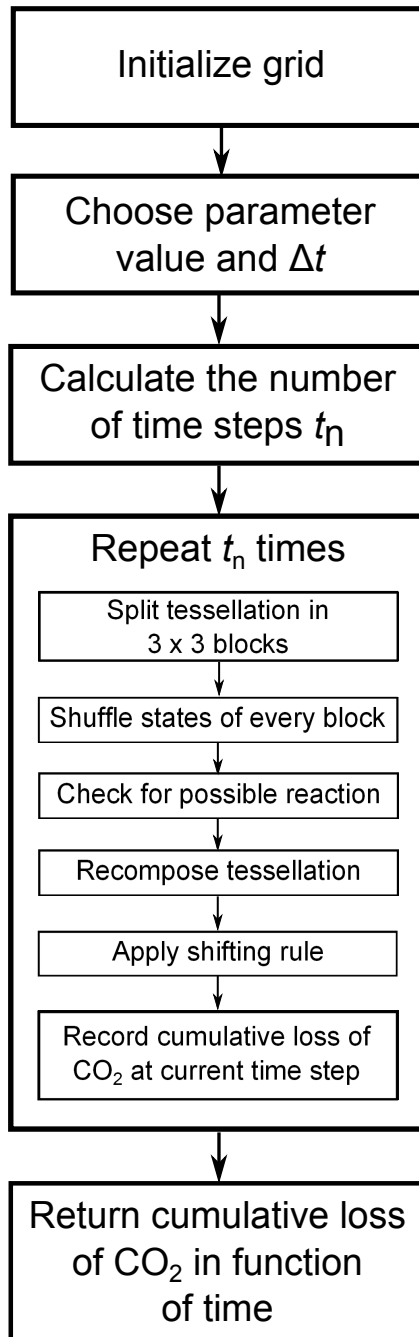 Initialize grid
Choose parameter
value and Δt
Calculate the number
of time steps tn
Repeat tn times
Split tessellation in
3 x 3 blocks
Shuffle states of every block
Check for possible reaction
Recompose tessellation
Apply shifting rule
Record cumulative loss of
CO₂ at current time step
Return cumulative loss
of CO₂ in function
of time